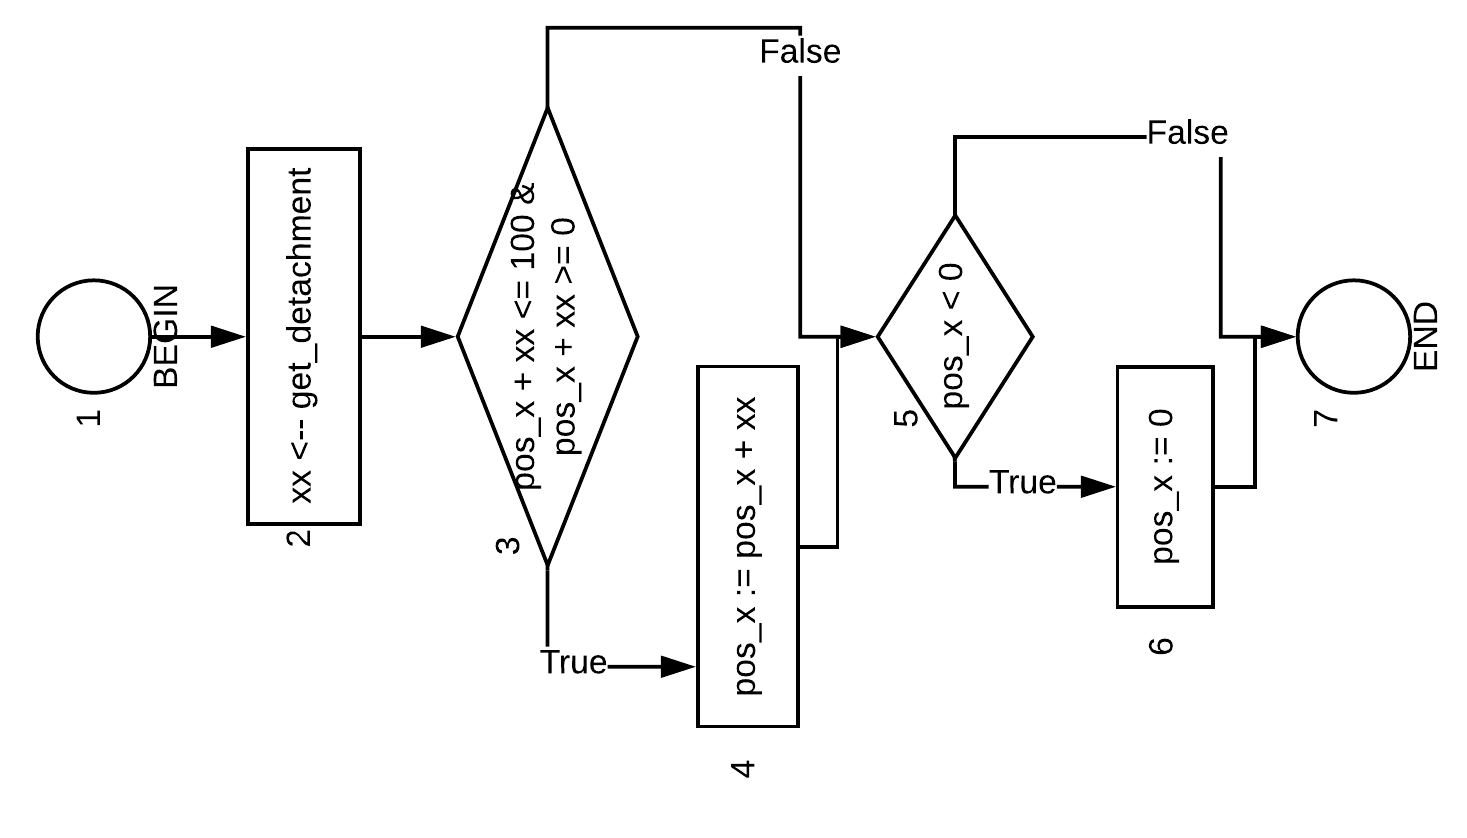 BEGIN
1
xx <-- get_detachment
2
pos_x + xx <= 100 &
pos_x + xx >= 0
3
False
True
pos_x := pos_x + xx
4
pos_x < 0
5
False
True
pos_x := 0
6
END
7